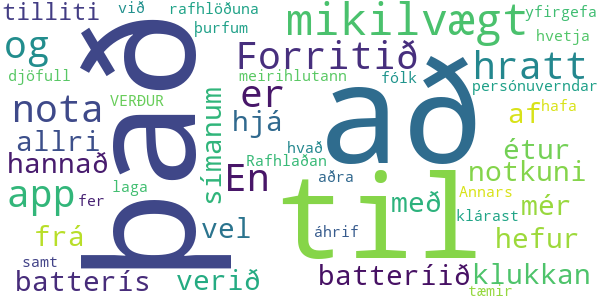 tilliti við rafhlöðuna mikilvægt yfirgefa
og þurfum hvetja
djöfull meirihlutann Forritið fólk hratt persónuverndar
nota VERÐUR það er að af hafa
allri símanum hjá hvað étur
hannað Rafhlaðan notkuni
app laga En aðra með Annars mér
fer til klárast
frá vel áhrif hefur
samt batterís verið batteríið klukkan
tæmir